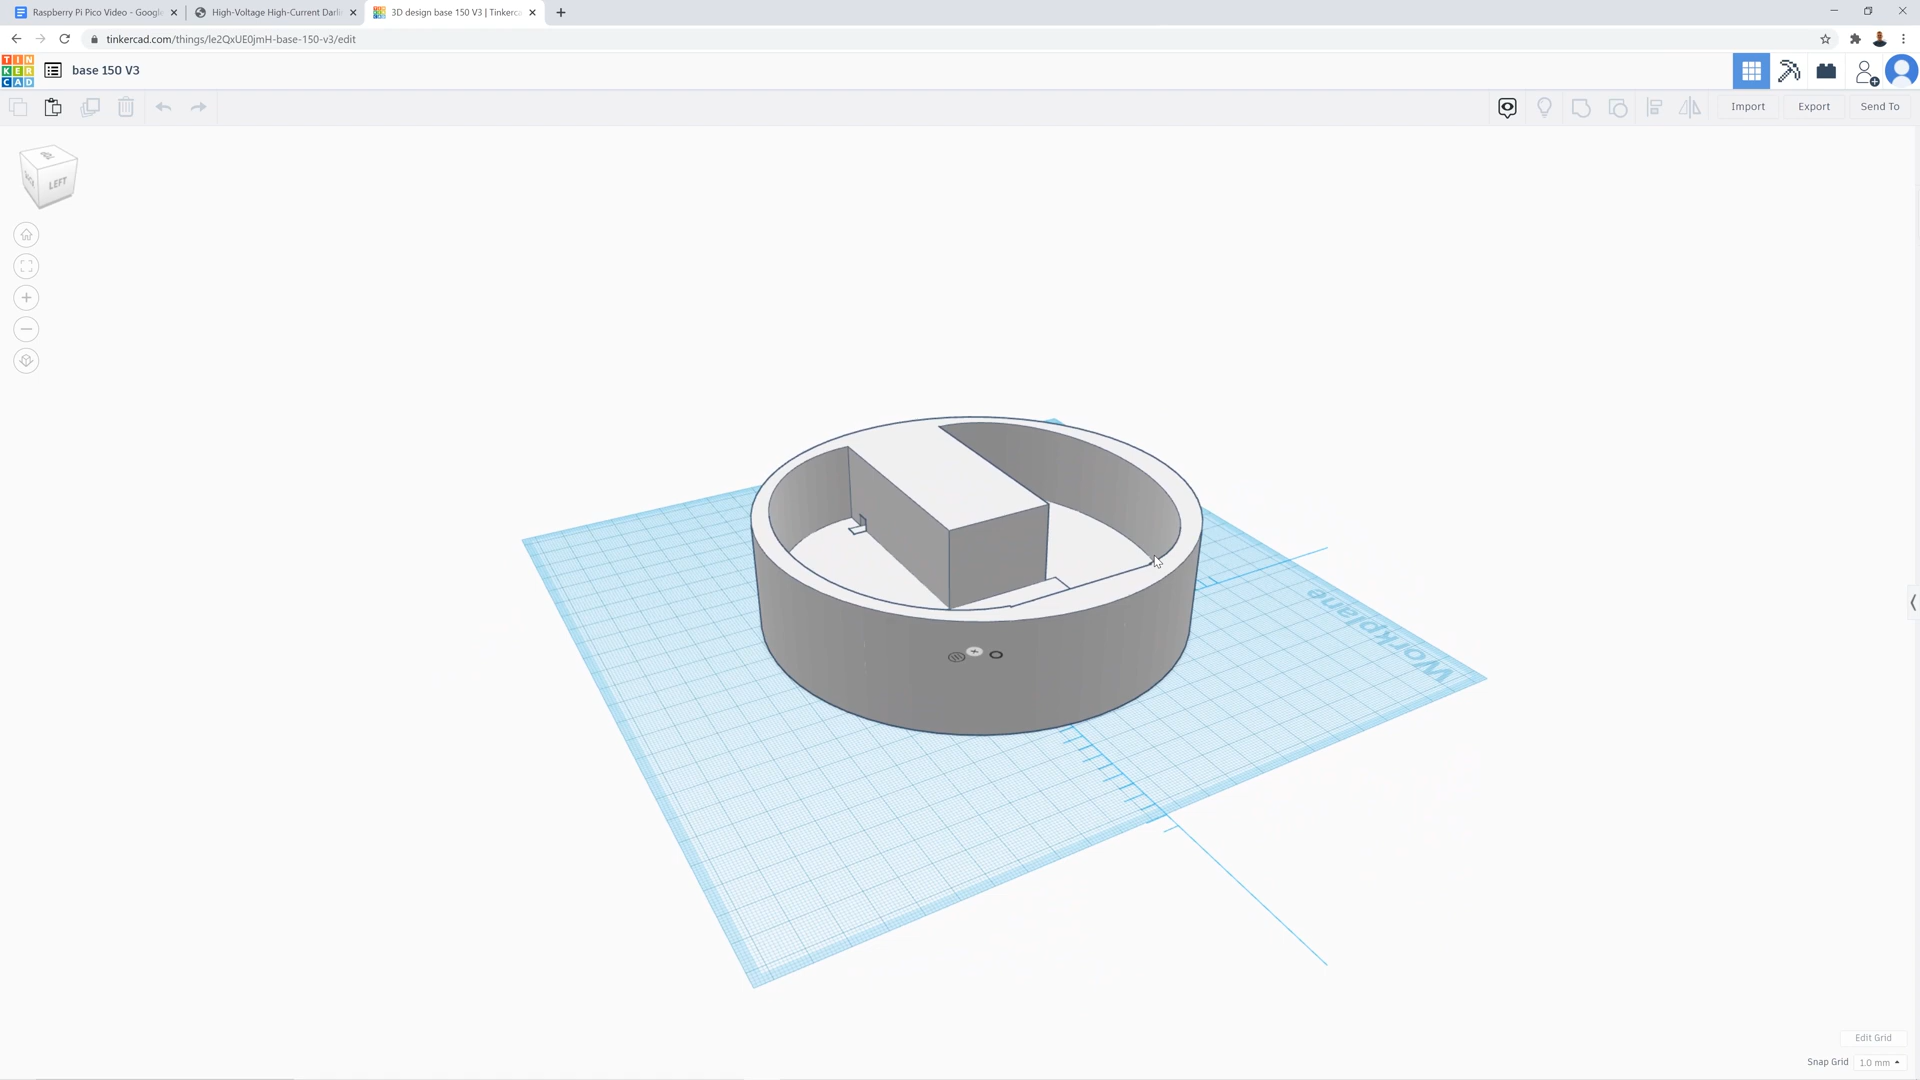 Raspberry Pi Pico Video - Google
High-Voltage High-Current Darli
3D design base 150 V3 | Tinkerca
tinkercad.com/things/le2QxUE0jmH-base-150-v3/edit
TIN
KER
CAD
base 150 V3
Import
Export
Send To
LEFT
Workplane
Edit Grid
Snap Grid 1.0 mm